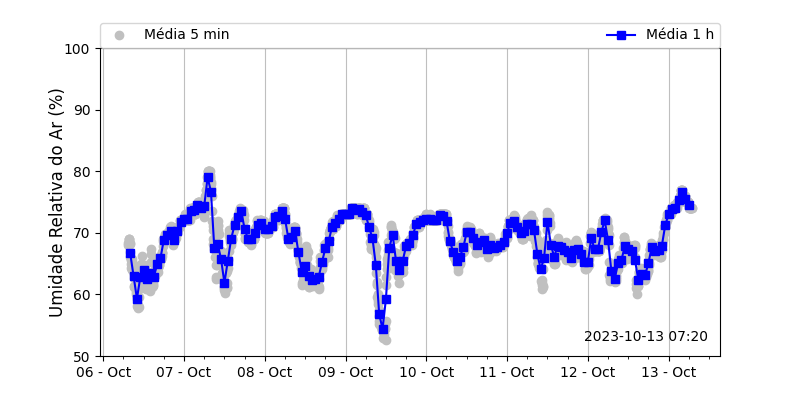 Média 5 min
Média 1 h
Umidade Relativa do Ar (%)
100
90
80
70
60
50
2023-10-13 07:20
06 - Oct
07 - Oct
08 - Oct
09 - Oct
10 - Oct
11 - Oct
12 - Oct
13 - Oct